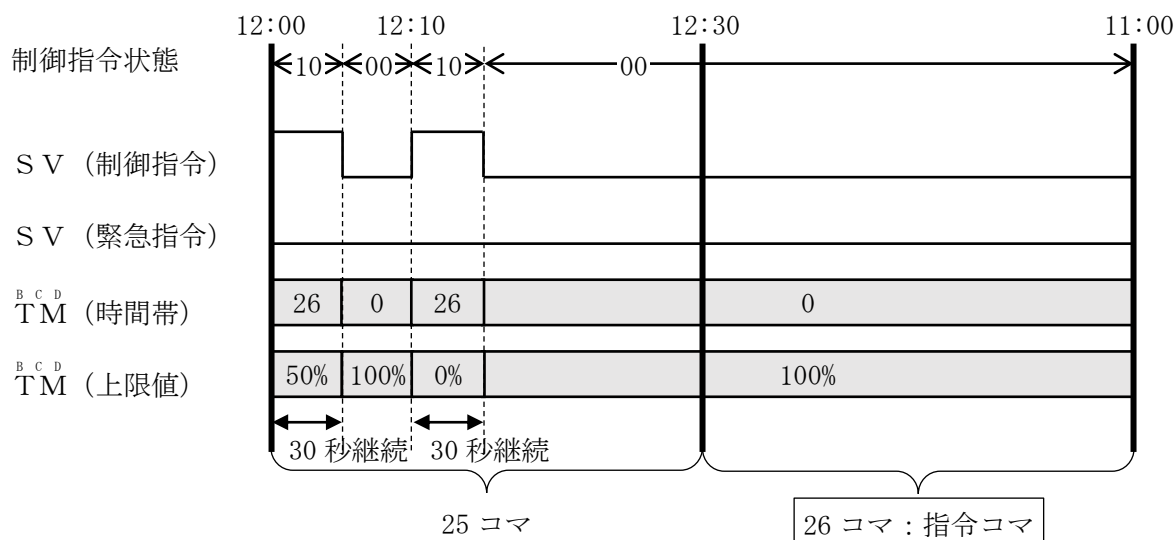 12:00 12:10 12:30 11:00
制御指令状態 10 00 10 00
ＳＶ（制御指令）
ＳＶ（緊急指令）
ＢＣＤ
ＴＭ（時間帯） 26 0 26 0
ＢＣＤ
ＴＭ（上限値） 50% 100% 0% 100%
30 秒継続 30 秒継続
25 コマ 26 コマ：指令コマ